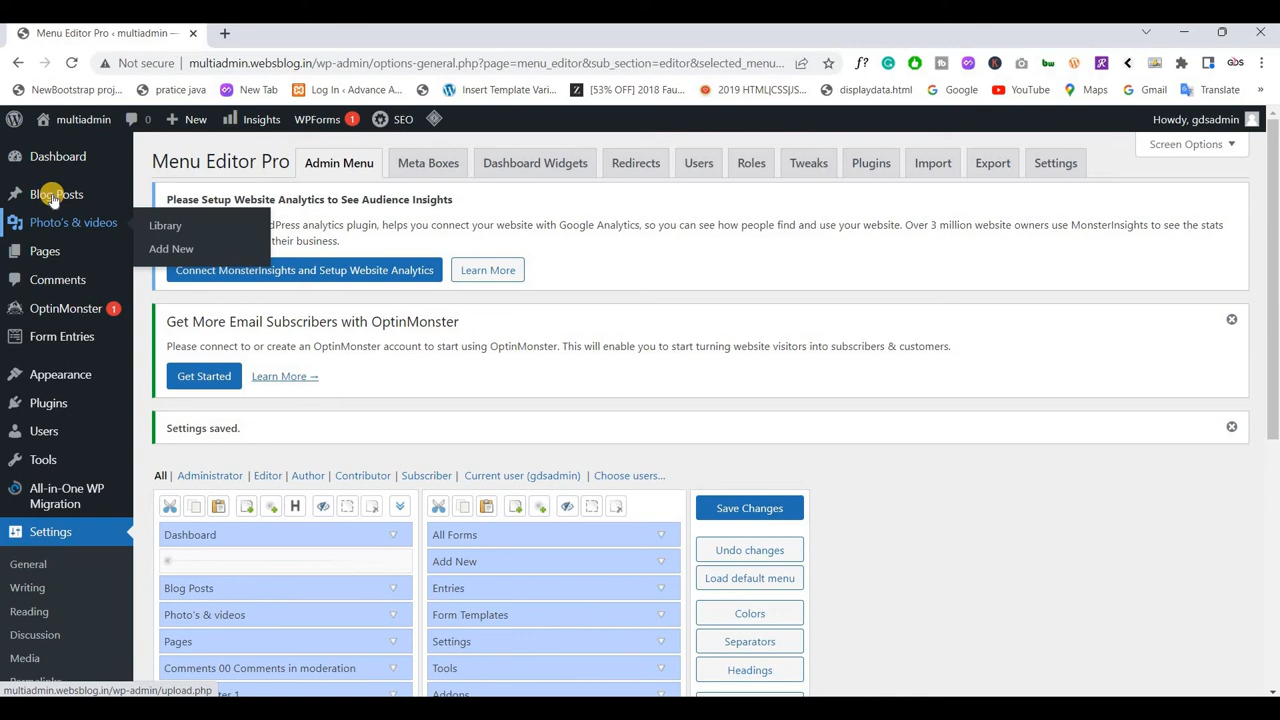 Menu Editor Pro ‹ multiadmin —
Not secure
multiadmin.websblog.in/wp-admin/options-general.php?page=menu_editor&sub_section=editor&selected_menu...
NewBootstrap proj...
pratice java
New Tab
Log In ‹ Advance A...
Insert Template Vari...
[53% OFF] 2018 Fau...
2019 HTML|CSS|JS...
displaydata.html
Google
YouTube
Maps
Gmail
Translate
multiadmin
0
New
Insights
WPForms 1
SEO
Howdy, gdsadmin
Dashboard
Blog Posts
Photo's & videos
Library
Add New
Pages
Comments
OptinMonster 1
Form Entries
Appearance
Plugins
Users
Tools
All-in-One WP
Migration
Settings
General
Writing
Reading
Discussion
Media
multiadmin.websblog.in/wp-admin/upload.php
Screen Options
Menu Editor Pro
Admin Menu
Meta Boxes
Dashboard Widgets
Redirects
Users
Roles
Tweaks
Plugins
Import
Export
Settings
Please Setup Website Analytics to See Audience Insights
dPress analytics plugin, helps you connect your website with Google Analytics, so you can see how people find and use your website. Over 3 million website owners use MonsterInsights to see the stats
their business.
Connect MonsterInsights and Setup Website Analytics
Learn More
Get More Email Subscribers with OptinMonster
Please connect to or create an OptinMonster account to start using OptinMonster. This will enable you to start turning website visitors into subscribers & customers.
Get Started
Learn More →
Settings saved.
All | Administrator | Editor | Author | Contributor | Subscriber | Current user (gdsadmin) | Choose users...
H
Dashboard
Blog Posts
Photo's & videos
Pages
Comments 00 Comments in moderation
All Forms
Add New
Entries
Form Templates
Settings
Tools
Addons
Save Changes
Undo changes
Load default menu
Colors
Separators
Headings